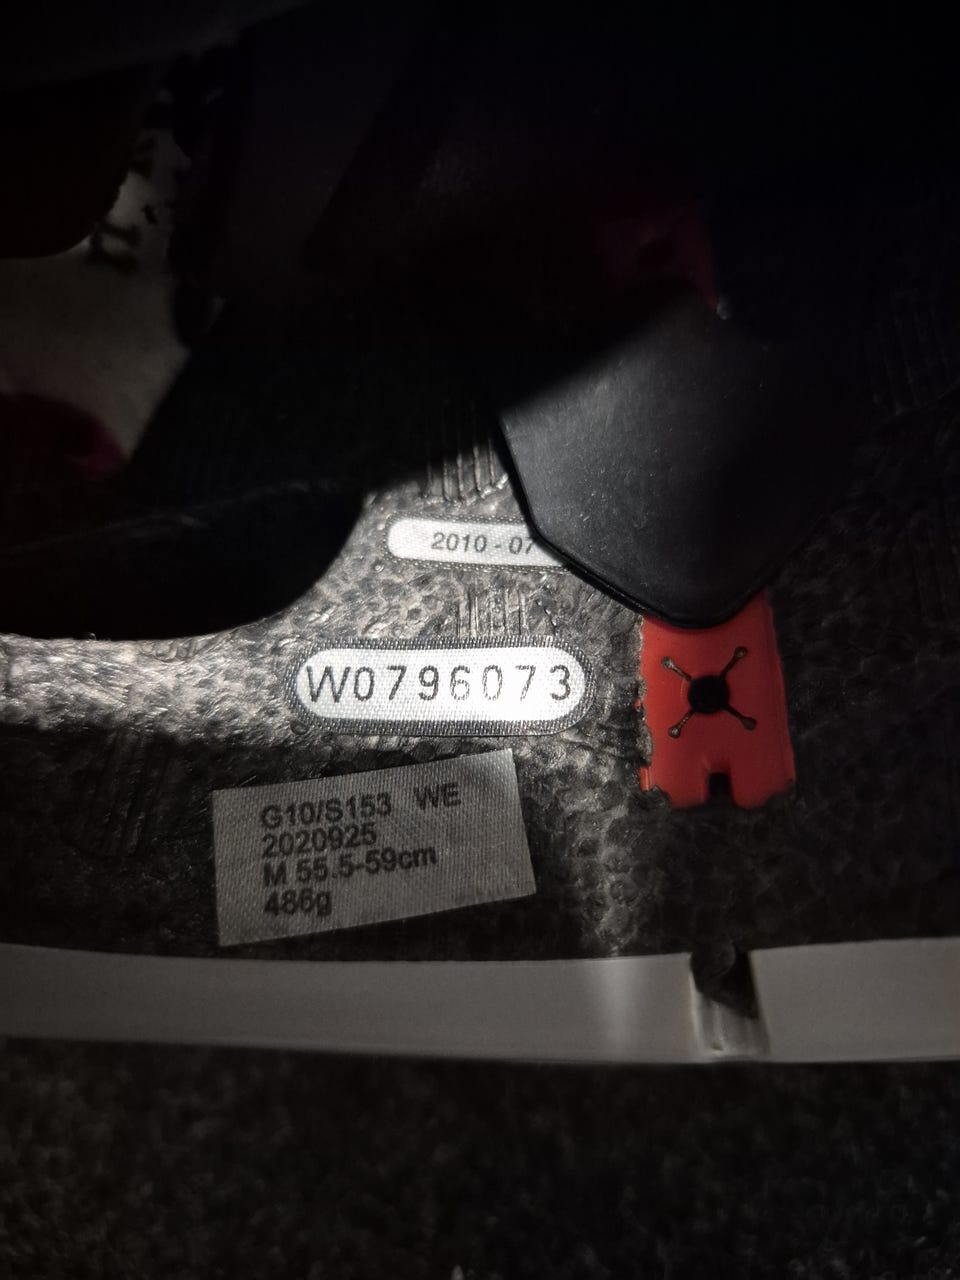 2010 - 07
W0796073
G10/S153 WE
2020925
M 55.5-59cm
486g